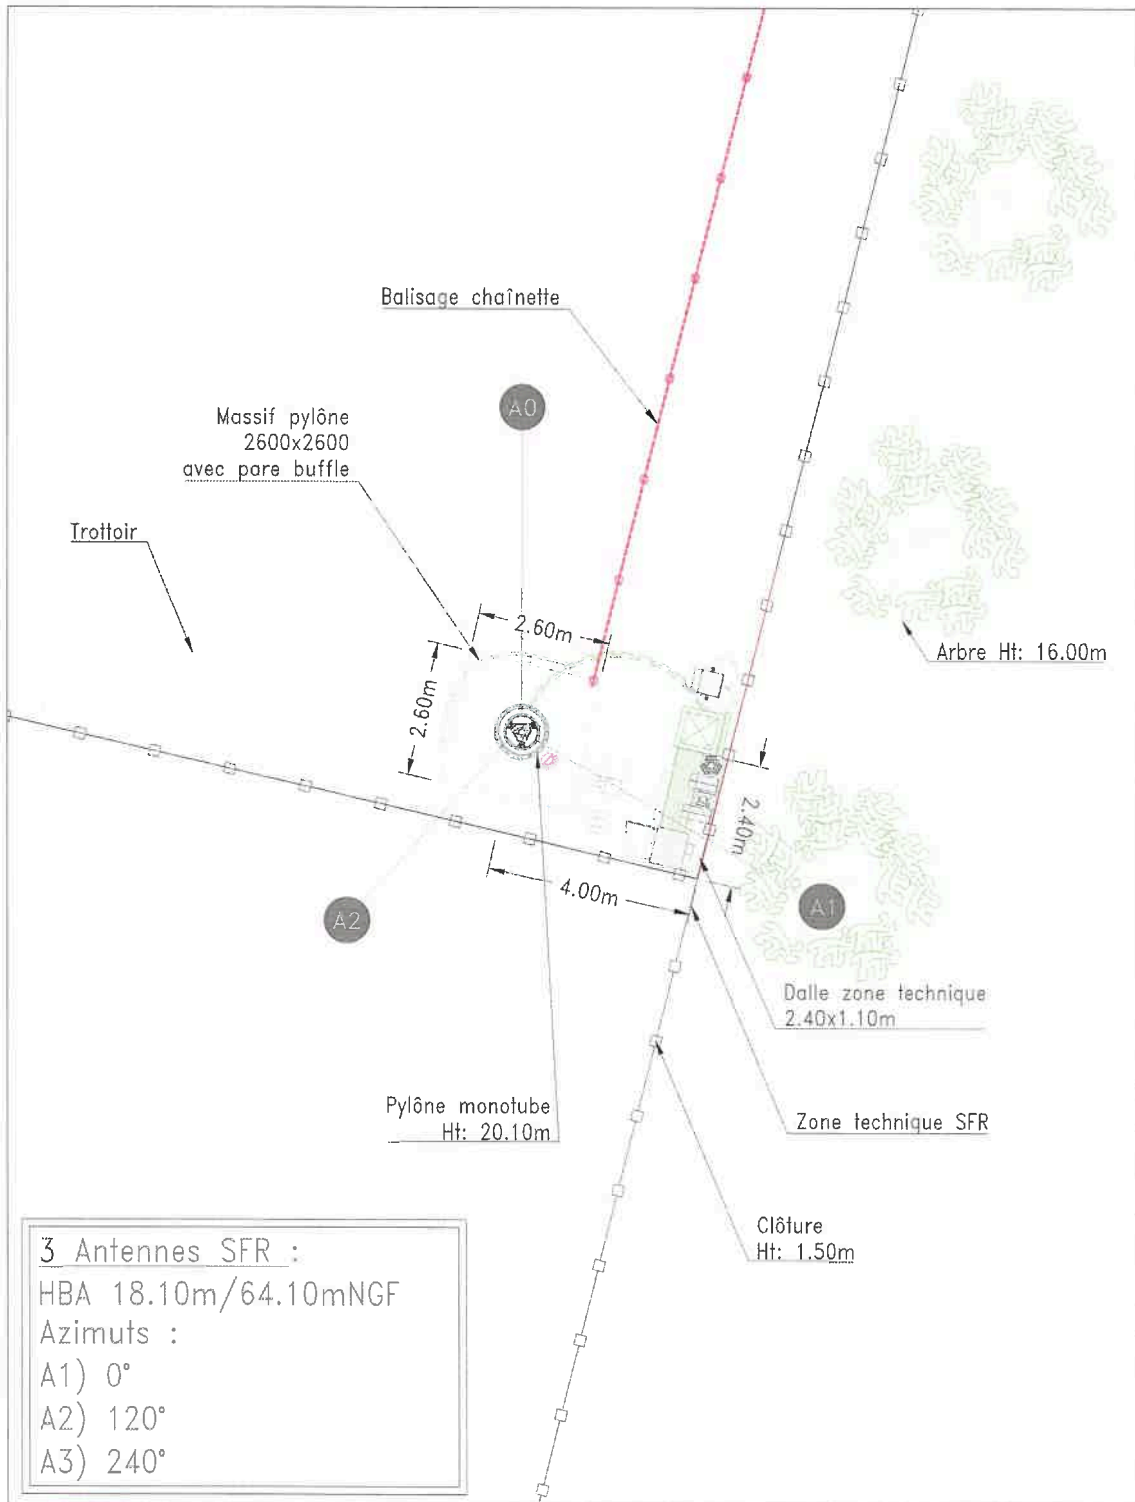 Balisage chaînette
A0
Massif pylône
2600x2600
avec pare buffle
Trottoir
2.60m
2.60m
Arbre Ht: 16.00m
2.40m
4.00m
A2
A1
Dalle zone technique
2.40x1.10m
Pylône monotube
Ht: 20.10m
Zone technique SFR
Clôture
Ht: 1.50m
3 Antennes SFR :
HBA 18.10m/64.10mNGF
Azimuts :
A1) 0°
A2) 120°
A3) 240°